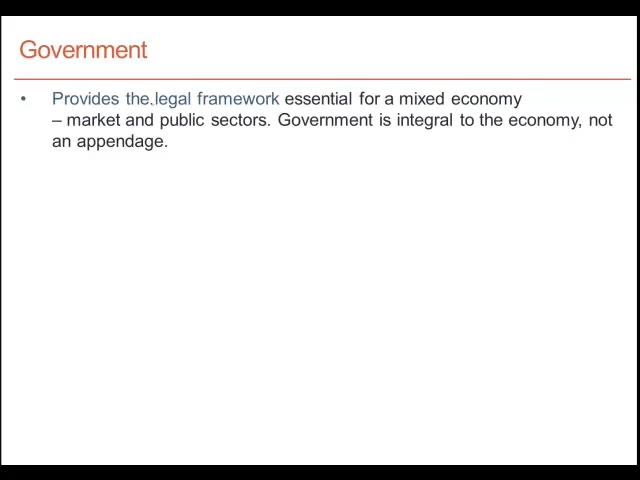 Government
• Provides the legal framework essential for a mixed economy
– market and public sectors. Government is integral to the economy, not
an appendage.